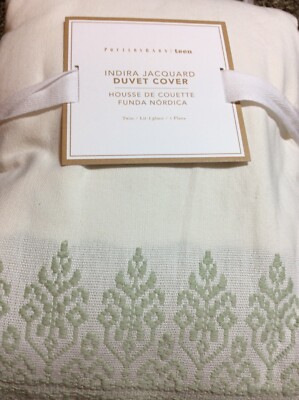 POTTERYBARN | teen
INDIRA JACQUARD
DUVET COVER
HOUSSE DE COUETTE
FUNDA NÓRDICA